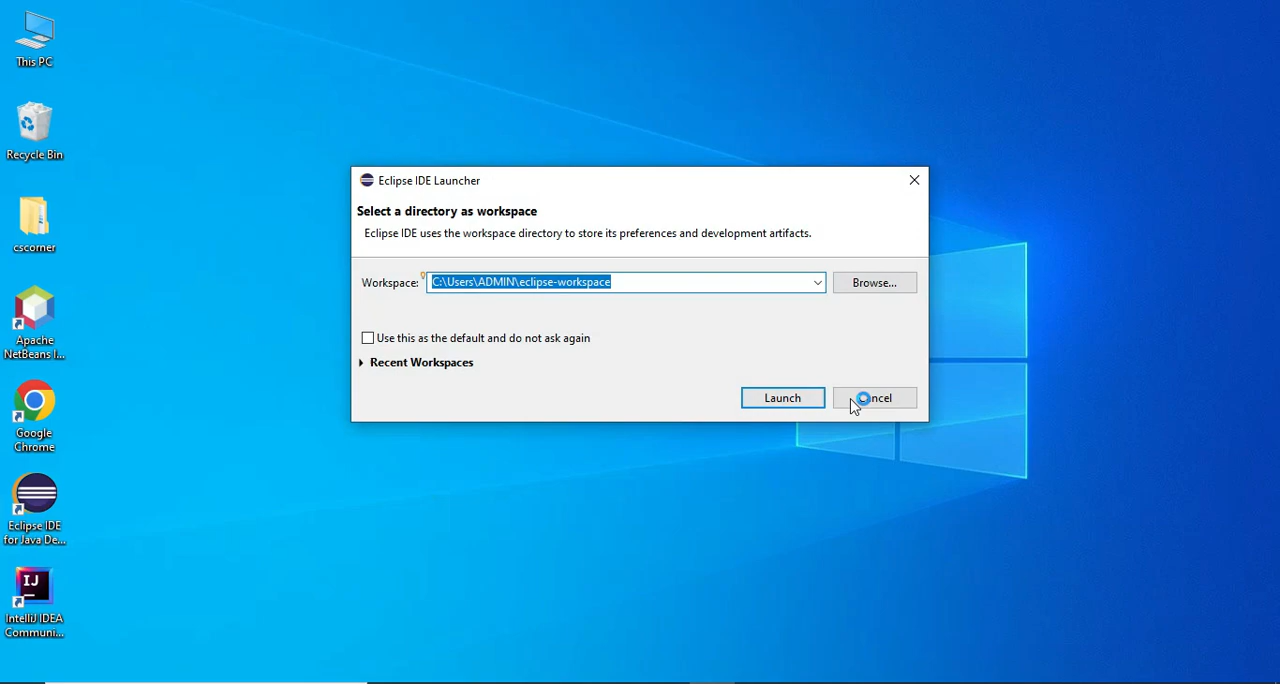 This PC
Recycle Bin
cscorner
Apache
NetBeans I...
Google
Chrome
Eclipse IDE
for Java De...
IJ
IntelliJ IDEA
Communi...
Eclipse IDE Launcher
Select a directory as workspace
Eclipse IDE uses the workspace directory to store its preferences and development artifacts.
Workspace: C:\Users\ADMIN\eclipse-workspace Browse...
Use this as the default and do not ask again
Recent Workspaces
Launch Cancel